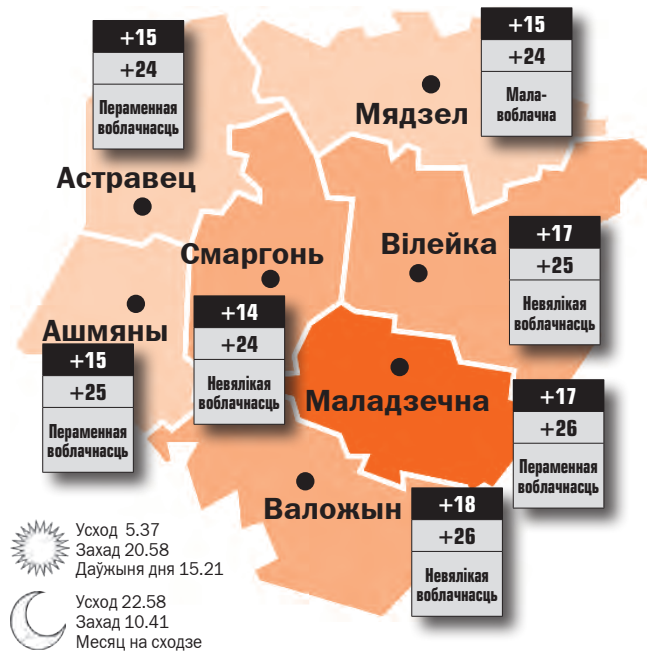 +15
+24
Пераменная
воблачнасць
Астравец
+15
+24
Мала-
воблачна
Мядзел
Смаргонь
+14
+24
Невялікая
воблачнасць
Вілейка
+17
+25
Невялікая
воблачнасць
Ашмяны
+15
+25
Пераменная
воблачнасць
Маладзечна
+17
+26
Пераменная
воблачнасць
Валожын
+18
+26
Невялікая
воблачнасць
Усход 5.37
Захад 20.58
Даўжыня дня 15.21
Усход 22.58
Захад 10.41
Месяц на сходзе